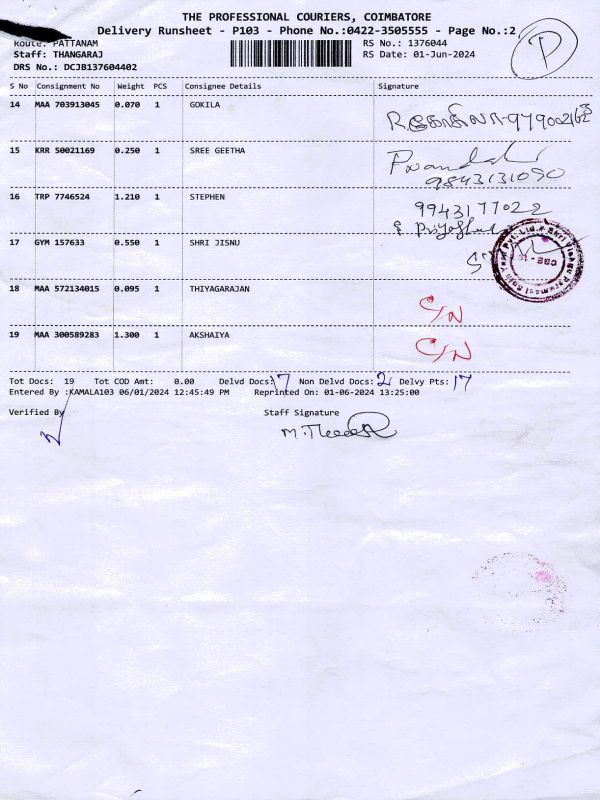 THE PROFESSIONAL COURIERS, COIMBATORE
Delivery Runsheet - P103 - Phone No.:0422-3505555 - Page No.:2
P
Route: PATTANAM
RS No.: 1376044
Staff: THANGARAJ
RS Date: 01-Jun-2024
DRS No.: DCJB137604402
S No Consignment No Weight PCS Consignee Details Signature
14 MAA 703913045 0.070 1 GOKILA
R.கோகிலா-9790021623
15 KRR 50021169 0.250 1 SREE GEETHA
9843131090
16 TRP 7746524 1.210 1 STEPHEN
9943177022
17 GYM 157633 0.550 1 SHRI JISNU
CBE - 16
18 MAA 572134015 0.095 1 THIYAGARAJAN
C/N
19 MAA 300589283 1.300 1 AKSHAIYA
C/N
Tot Docs: 19 Tot COD Amt: 0.00 Delvd Docs: 17 Non Delvd Docs: 2 Delvy Pts: 17
Entered By :KAMALA103 06/01/2024 12:45:49 PM Reprinted On: 01-06-2024 13:25:00
Verified By
Staff Signature